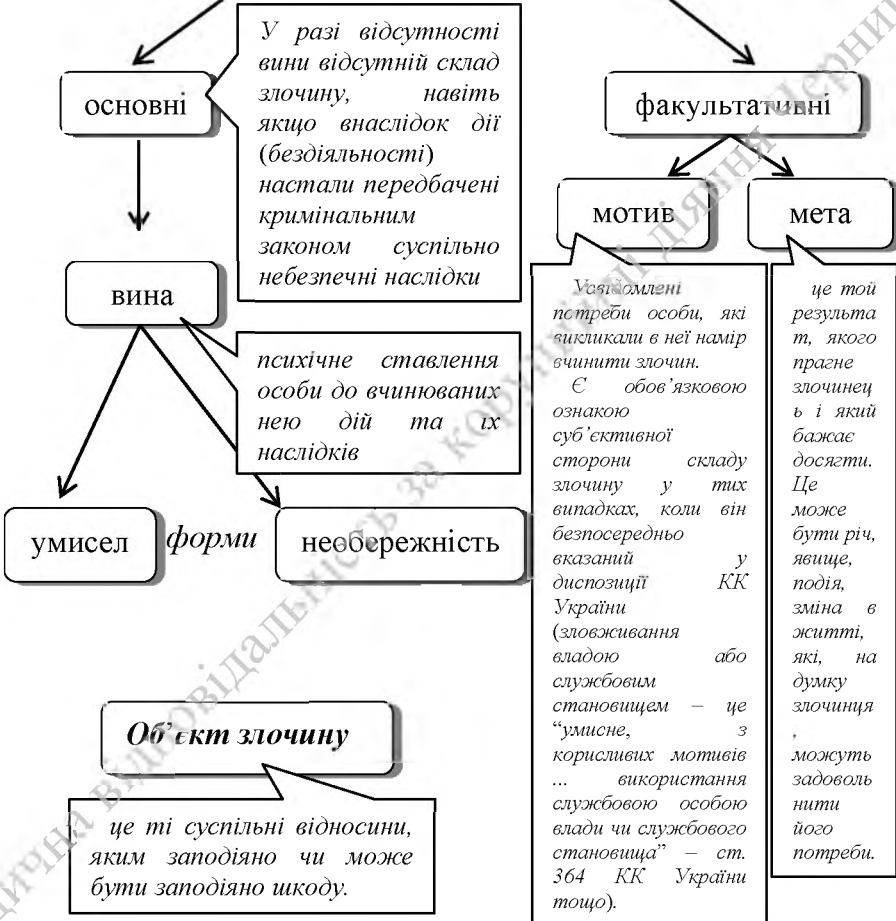 основні
У разі відсутності
вини відсутній склад
злочину, навіть
якщо внаслідок дії
(бездіяльності)
настали передбачені
кримінальним
законом суспільно
небезпечні наслідки
факультативні
мотив
мета
вина
психічне ставлення
особи до вчинюваних
нею дій та їх
наслідків
умисел
форми
необережність
Усвідомлені
потреби особи, які
викликали в неї намір
вчинити злочин.
Є обов’язковою
ознакою
суб’єктивної
сторони складу
злочину у тих
випадках, коли він
безпосередньо
вказаний у
диспозиції КК
України
(зловживання
владою або
службовим
становищем – це
“умисне, з
корисливих мотивів
... використання
службовою особою
влади чи службового
становища” – ст.
364 КК України
тощо).
це той
результа
т, якого
прагне
злочинец
ь і який
бажає
досягти.
Це
може
бути річ,
явище,
подія,
зміна в
житті,
які, на
думку
злочинця
,
можуть
задоволь
нити
його
потреби.
Об’єкт злочину
це ті суспільні відносини,
яким заподіяно чи може
бути заподіяно шкоду.
відповідальність за корупційні діяння